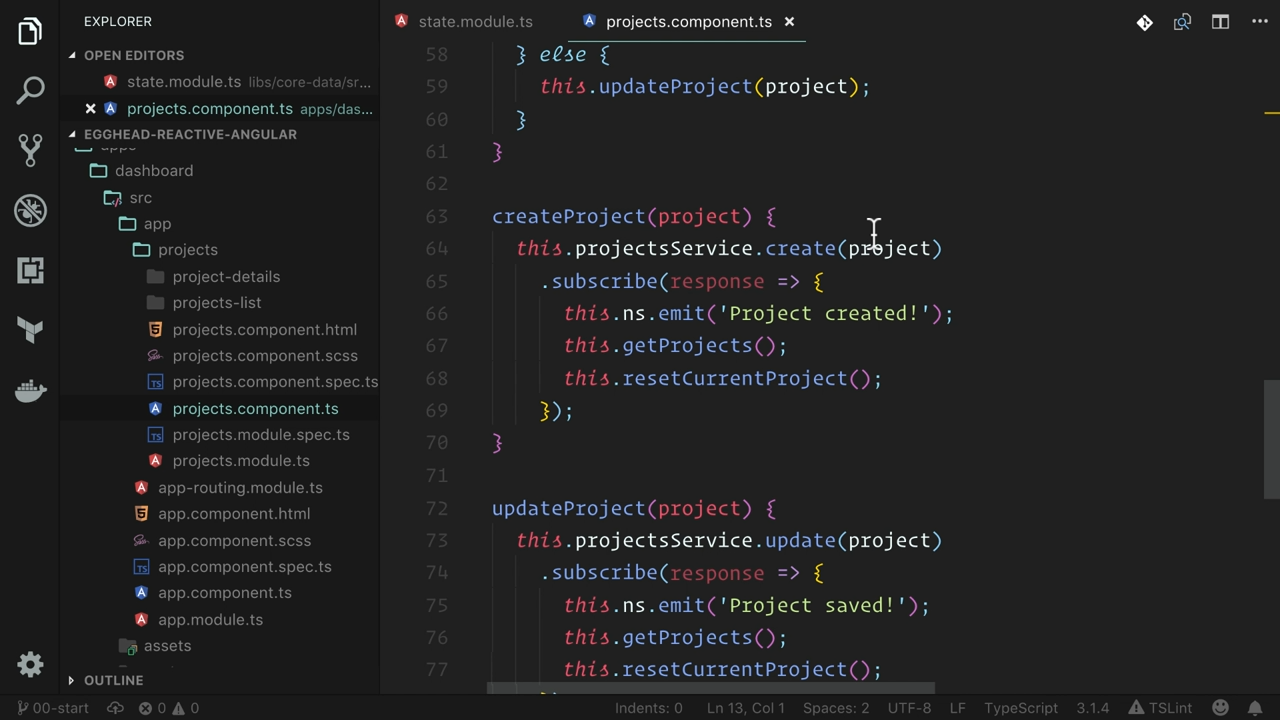 EXPLORER
OPEN EDITORS
state.module.ts libs/core-data/sr...
projects.component.ts apps/das...
EGGHEAD-REACTIVE-ANGULAR
apps
dashboard
src
app
projects
project-details
projects-list
projects.component.html
projects.component.scss
projects.component.spec.ts
projects.component.ts
projects.module.spec.ts
projects.module.ts
app-routing.module.ts
app.component.html
app.component.scss
app.component.spec.ts
app.component.ts
app.module.ts
assets
OUTLINE
state.module.ts projects.component.ts
58 } else {
59 this.updateProject(project);
60 }
61 }
62
63 createProject(project) {
64 this.projectsService.create(project)
65 .subscribe(response => {
66 this.ns.emit('Project created!');
67 this.getProjects();
68 this.resetCurrentProject();
69 });
70 }
71
72 updateProject(project) {
73 this.projectsService.update(project)
74 .subscribe(response => {
75 this.ns.emit('Project saved!');
76 this.getProjects();
77 this.resetCurrentProject();
00-start 0 0 Indents: 0 Ln 13, Col 1 Spaces: 2 UTF-8 LF TypeScript 3.1.4 TSLint